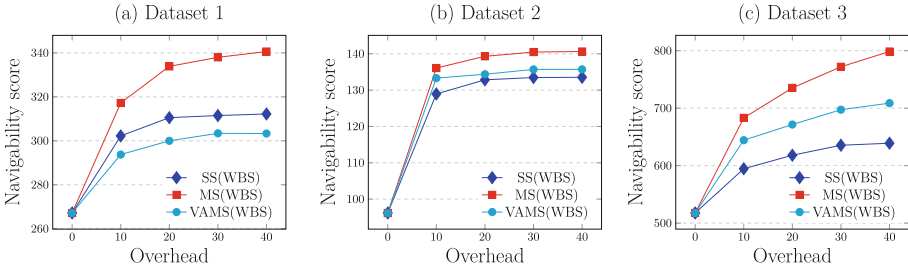 (a) Dataset 1
Navigability score
340
320
300
280
260
0 10 20 30 40
Overhead
SS(WBS)
MS(WBS)
VAMS(WBS)
(b) Dataset 2
Navigability score
140
130
120
110
100
0 10 20 30 40
Overhead
SS(WBS)
MS(WBS)
VAMS(WBS)
(c) Dataset 3
Navigability score
800
700
600
500
0 10 20 30 40
Overhead
SS(WBS)
MS(WBS)
VAMS(WBS)